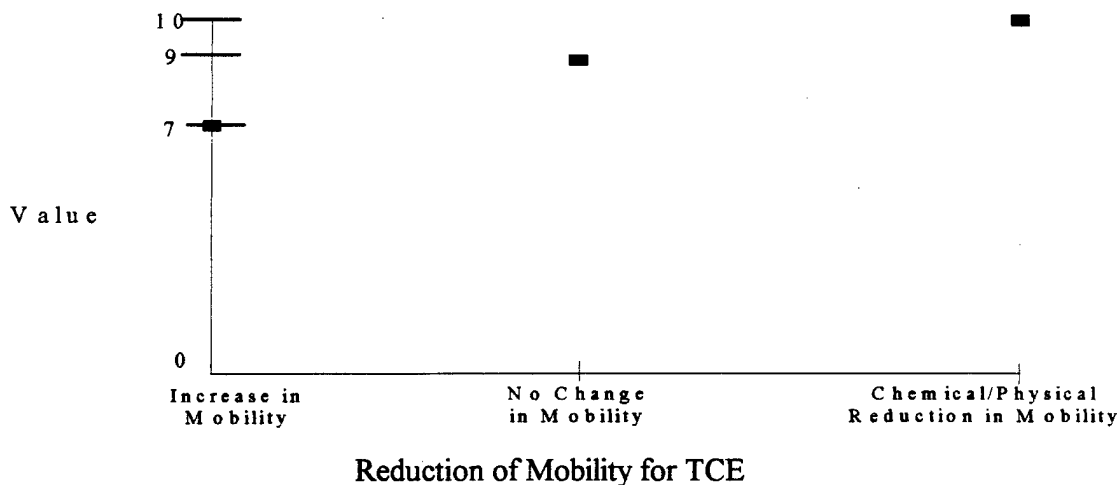 10
9
7
Value
0
Increase in
Mobility
No Change
in Mobility
Chemical/Physical
Reduction in Mobility
Reduction of Mobility for TCE